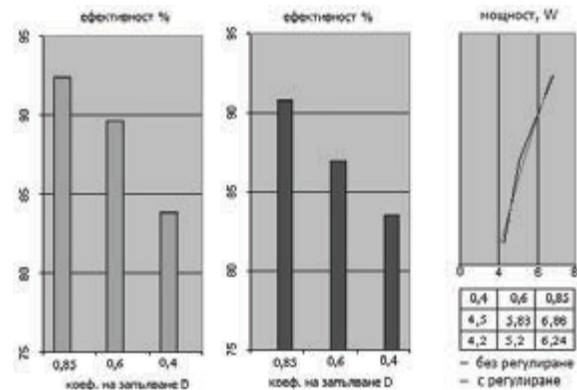 ефективност %
95
90
85
80
75
0,85 0,6 0,4
коеф. на запълване D
ефективност %
95
90
85
80
75
0,85 0,6 0,4
коеф. на запълване D
мощност, W
0 4 6 8
0,4 0,6 0,85
4,5 5,83 6,86
4,2 5,2 6,24
– без регулиране
– с регулиране